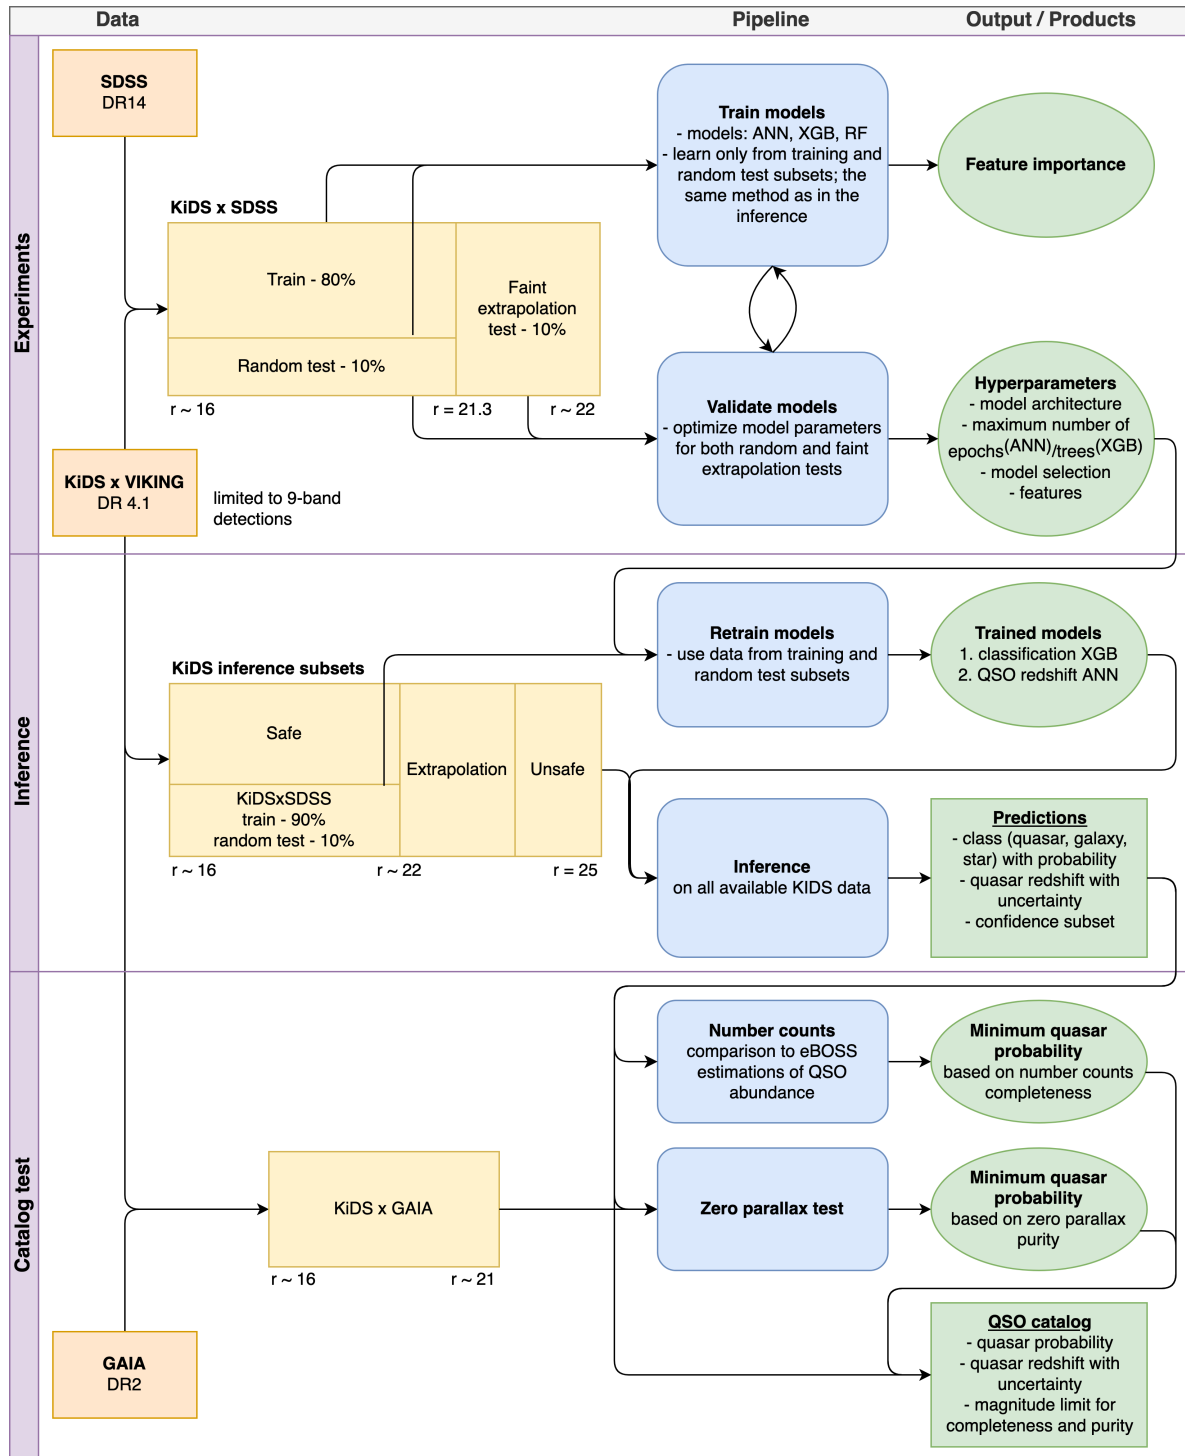 Data
Pipeline
Output / Products
Experiments
SDSS
DR14
KiDS x SDSS
Train - 80%
Random test - 10%
Faint
extrapolation
test - 10%
r ~ 16
r = 21.3
r ~ 22
KiDS x VIKING
DR 4.1
limited to 9-band
detections
Train models
- models: ANN, XGB, RF
- learn only from training and
random test subsets; the
same method as in the
inference
Feature importance
Validate models
- optimize model parameters
for both random and faint
extrapolation tests
Hyperparameters
- model architecture
- maximum number of
epochs(ANN)/trees(XGB)
- model selection
- features
Inference
KiDS inference subsets
Safe
KiDSxSDSS
train - 90%
random test - 10%
Extrapolation
Unsafe
r ~ 16
r ~ 22
r = 25
Retrain models
- use data from training and
random test subsets
Trained models
1. classification XGB
2. QSO redshift ANN
Inference
on all available KIDS data
Predictions
- class (quasar, galaxy,
star) with probability
- quasar redshift with
uncertainty
- confidence subset
Catalog test
KiDS x GAIA
r ~ 16
r ~ 21
GAIA
DR2
Number counts
comparison to eBOSS
estimations of QSO
abundance
Minimum quasar
probability
based on number counts
completeness
Zero parallax test
Minimum quasar
probability
based on zero parallax
purity
QSO catalog
- quasar probability
- quasar redshift with
uncertainty
- magnitude limit for
completeness and purity